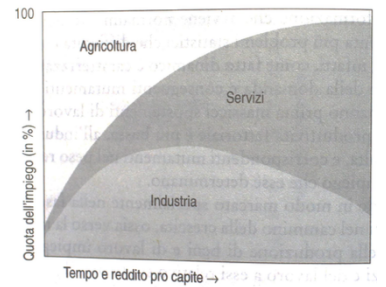 100
Agricoltura
Servizi
Industria
Quota dell'impiego (in %) →
Tempo e reddito pro capite →